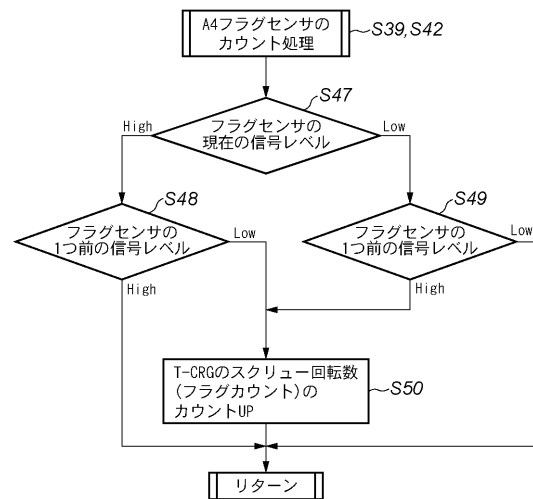 A4フラグセンサの
カウント処理
S39,S42
S47
High
フラグセンサの
現在の信号レベル
Low
S48
フラグセンサの
1つ前の信号レベル
Low
High
S49
フラグセンサの
1つ前の信号レベル
Low
High
T-CRGのスクリュー回転数
(フラグカウント)の
カウントUP
S50
リターン